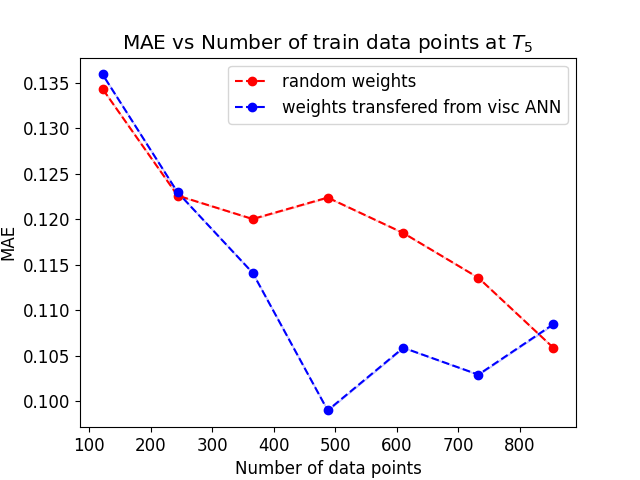 MAE vs Number of train data points at T₅
random weights
weights transfered from visc ANN
MAE
0.135
0.130
0.125
0.120
0.115
0.110
0.105
0.100
100 200 300 400 500 600 700 800
Number of data points